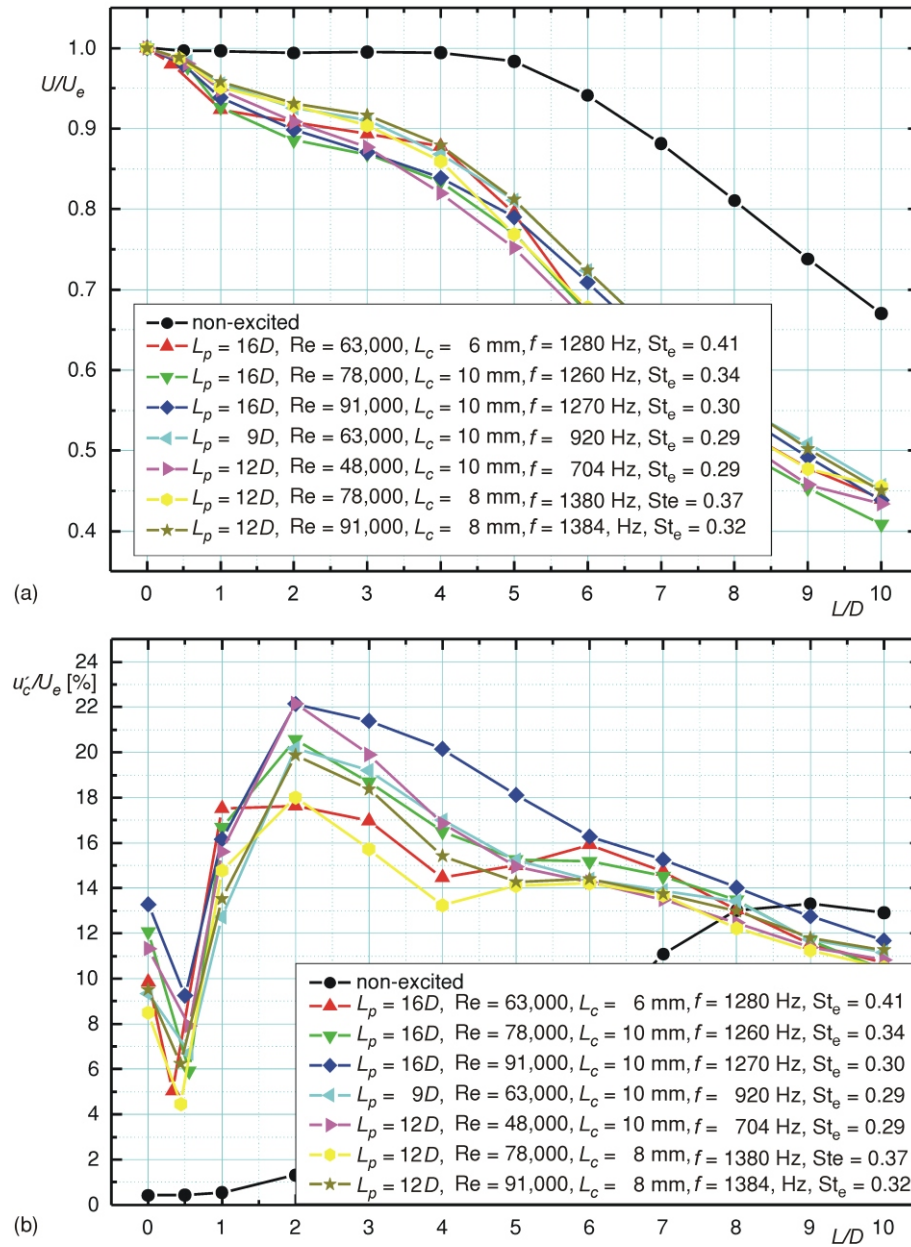 1.0
U/Ue
0.9
0.8
0.7
0.6
0.5
0.4
non-excited
Lp = 16D, Re = 63,000, Lc = 6 mm, f = 1280 Hz, Ste = 0.41
Lp = 16D, Re = 78,000, Lc = 10 mm, f = 1260 Hz, Ste = 0.34
Lp = 16D, Re = 91,000, Lc = 10 mm, f = 1270 Hz, Ste = 0.30
Lp = 9D, Re = 63,000, Lc = 10 mm, f = 920 Hz, Ste = 0.29
Lp = 12D, Re = 48,000, Lc = 10 mm, f = 704 Hz, Ste = 0.29
Lp = 12D, Re = 78,000, Lc = 8 mm, f = 1380 Hz, Ste = 0.37
Lp = 12D, Re = 91,000, Lc = 8 mm, f = 1384, Hz, Ste = 0.32
0 1 2 3 4 5 6 7 8 9 10
(a)
L/D
24
u'c/Ue [%]
22
20
18
16
14
12
10
8
6
4
2
0
non-excited
Lp = 16D, Re = 63,000, Lc = 6 mm, f = 1280 Hz, Ste = 0.41
Lp = 16D, Re = 78,000, Lc = 10 mm, f = 1260 Hz, Ste = 0.34
Lp = 16D, Re = 91,000, Lc = 10 mm, f = 1270 Hz, Ste = 0.30
Lp = 9D, Re = 63,000, Lc = 10 mm, f = 920 Hz, Ste = 0.29
Lp = 12D, Re = 48,000, Lc = 10 mm, f = 704 Hz, Ste = 0.29
Lp = 12D, Re = 78,000, Lc = 8 mm, f = 1380 Hz, Ste = 0.37
Lp = 12D, Re = 91,000, Lc = 8 mm, f = 1384, Hz, Ste = 0.32
0 1 2 3 4 5 6 7 8 9 10
(b)
L/D